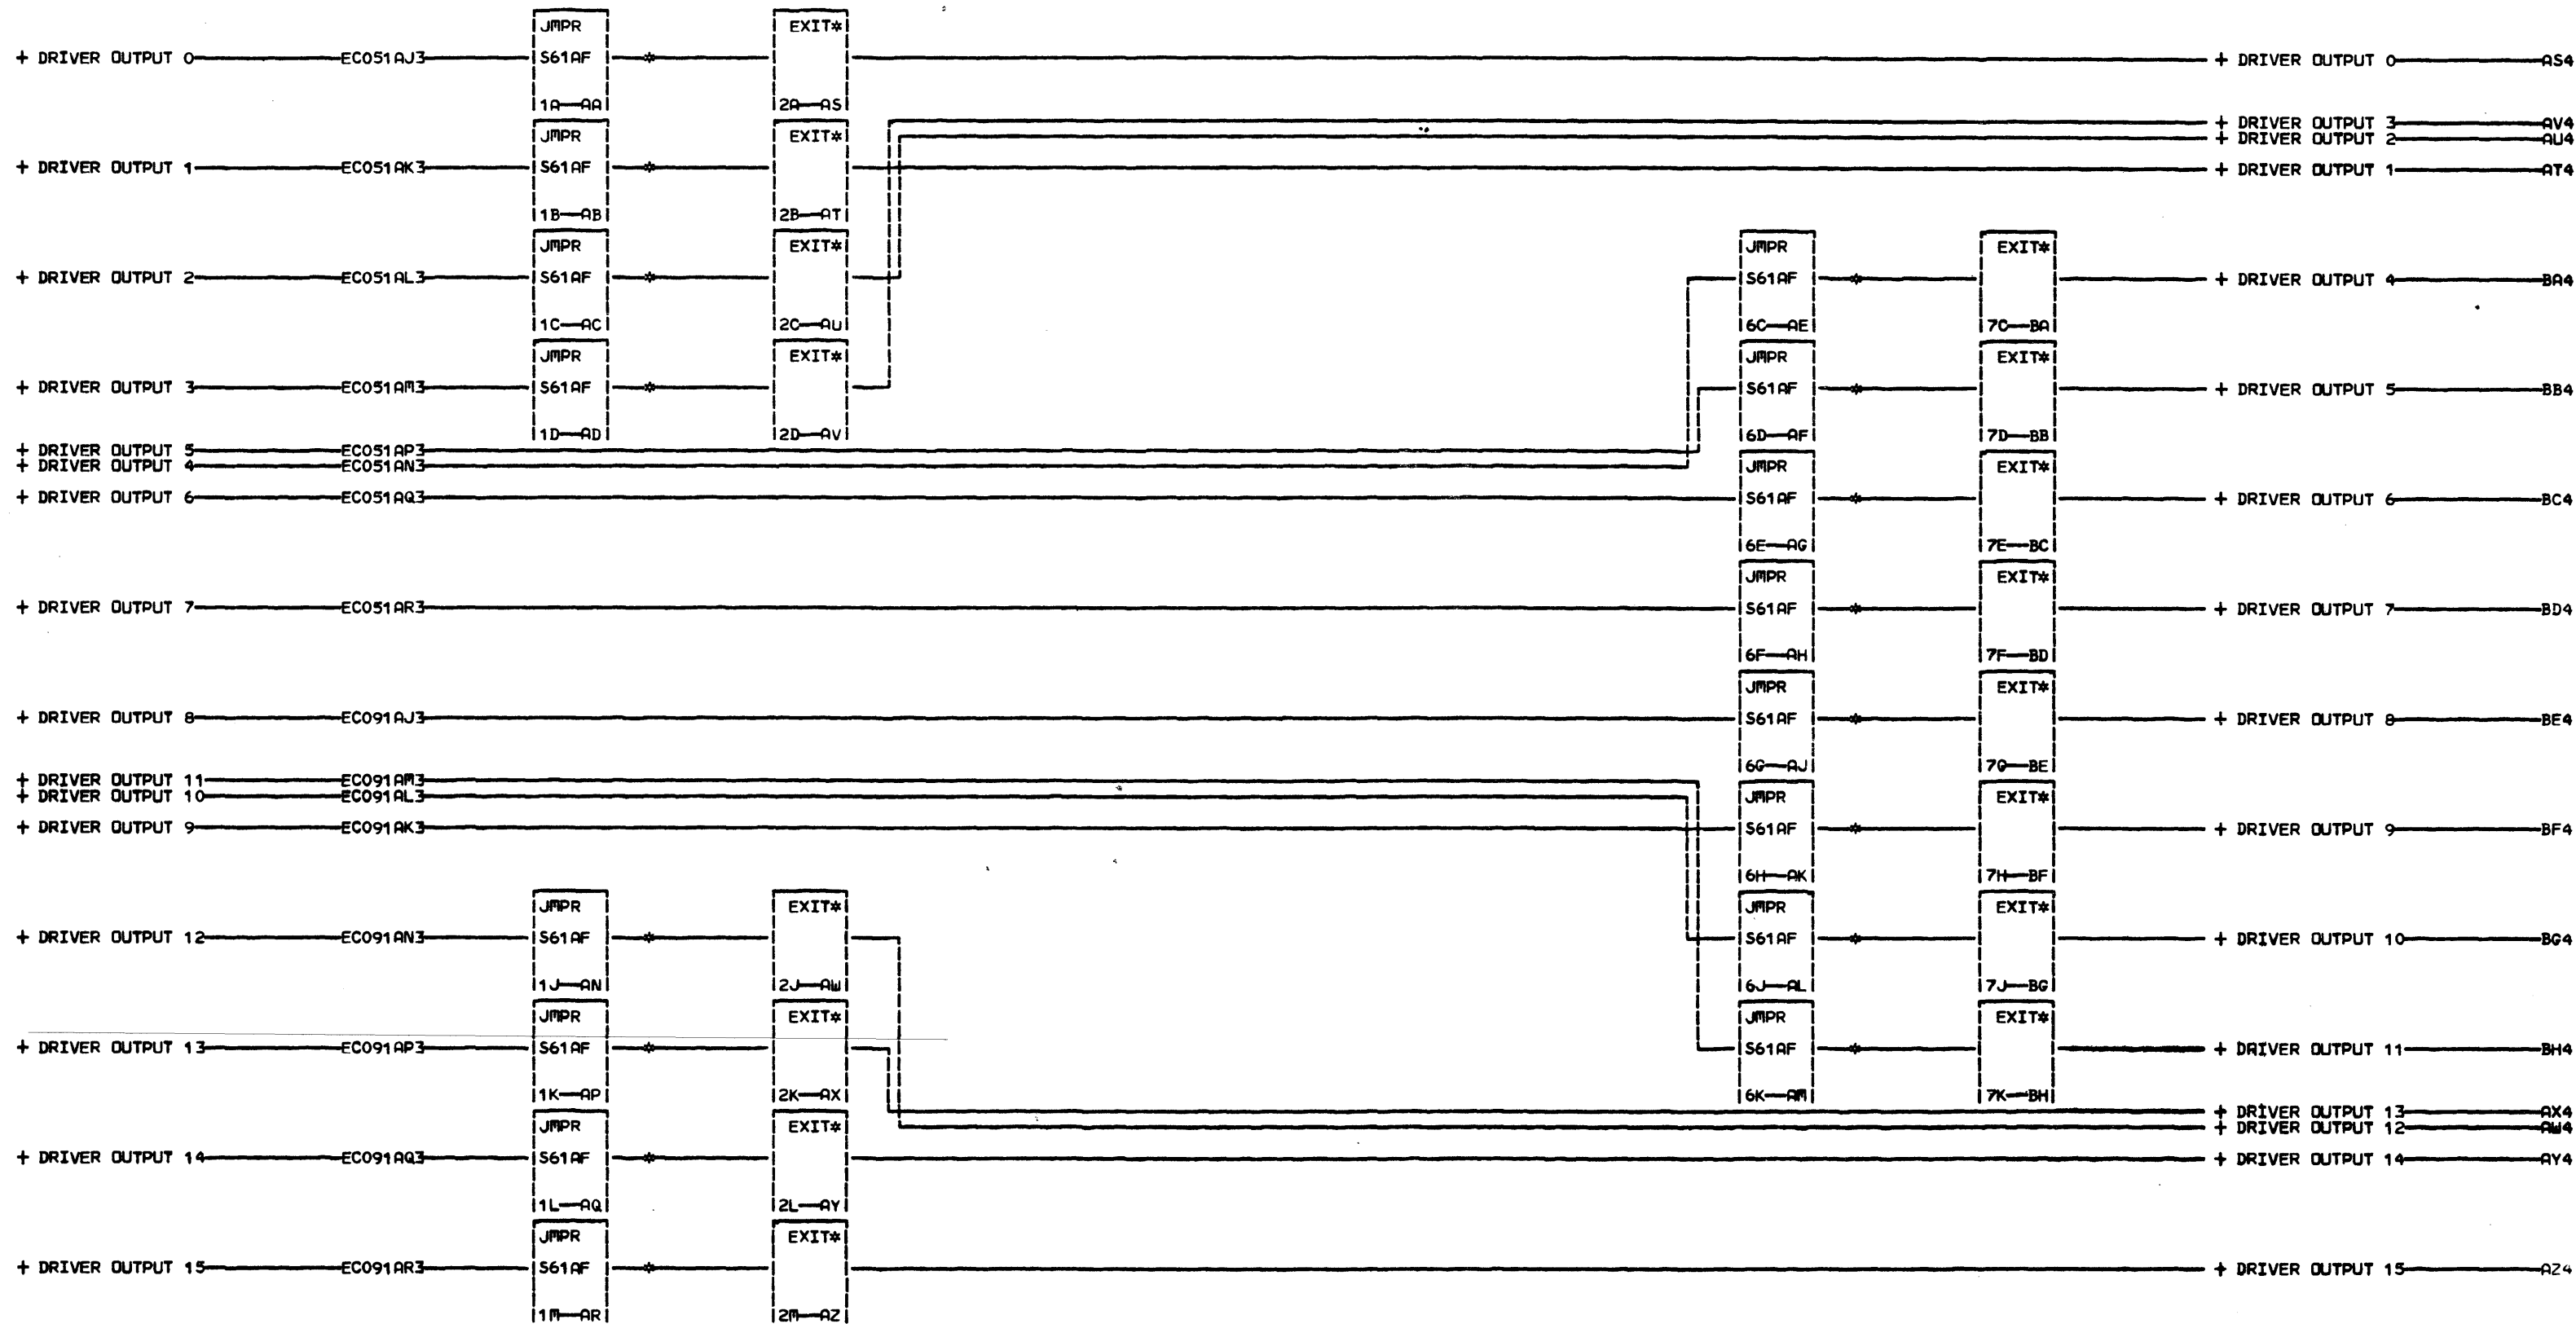 JMPR EXIT*
+ DRIVER OUTPUT 0 EC051AJ3 S61AF * + DRIVER OUTPUT 0 AS4
1A AA 2A AS
JMPR EXIT* + DRIVER OUTPUT 3 AV4
+ DRIVER OUTPUT 2 AU4
+ DRIVER OUTPUT 1 EC051AK3 S61AF * + DRIVER OUTPUT 1 AT4
1B AB 2B AT
JMPR EXIT* JMPR EXIT*
+ DRIVER OUTPUT 2 EC051AL3 S61AF * S61AF * + DRIVER OUTPUT 4 BA4
1C AC 2C AU 6C AE 7C BA
JMPR EXIT* JMPR EXIT*
+ DRIVER OUTPUT 3 EC051AM3 S61AF * S61AF * + DRIVER OUTPUT 5 BB4
1D AD 2D AV 6D AF 7D BB
+ DRIVER OUTPUT 5 EC051AP3
+ DRIVER OUTPUT 4 EC051AN3 JMPR EXIT*
+ DRIVER OUTPUT 6 EC051AQ3 S61AF * + DRIVER OUTPUT 6 BC4
6E AG 7E BC
JMPR EXIT*
+ DRIVER OUTPUT 7 EC051AR3 S61AF * + DRIVER OUTPUT 7 BD4
6F AH 7F BD
JMPR EXIT*
+ DRIVER OUTPUT 8 EC091AJ3 S61AF * + DRIVER OUTPUT 8 BE4
6G AJ 7G BE
+ DRIVER OUTPUT 11 EC091AM3
+ DRIVER OUTPUT 10 EC091AL3 JMPR EXIT*
+ DRIVER OUTPUT 9 EC091AK3 S61AF * + DRIVER OUTPUT 9 BF4
6H AK 7H BF
JMPR EXIT* JMPR EXIT*
+ DRIVER OUTPUT 12 EC091AN3 S61AF * S61AF * + DRIVER OUTPUT 10 BG4
1J AN 2J AW 6J AL 7J BG
JMPR EXIT* JMPR EXIT*
+ DRIVER OUTPUT 13 EC091AP3 S61AF * S61AF * + DRIVER OUTPUT 11 BH4
1K AP 2K AX 6K AM 7K BH
+ DRIVER OUTPUT 13 AX4
JMPR EXIT* + DRIVER OUTPUT 12 AW4
+ DRIVER OUTPUT 14 EC091AQ3 S61AF * + DRIVER OUTPUT 14 AY4
1L AQ 2L AY
JMPR EXIT*
+ DRIVER OUTPUT 15 EC091AR3 S61AF * + DRIVER OUTPUT 15 AZ4
1M AR 2M AZ